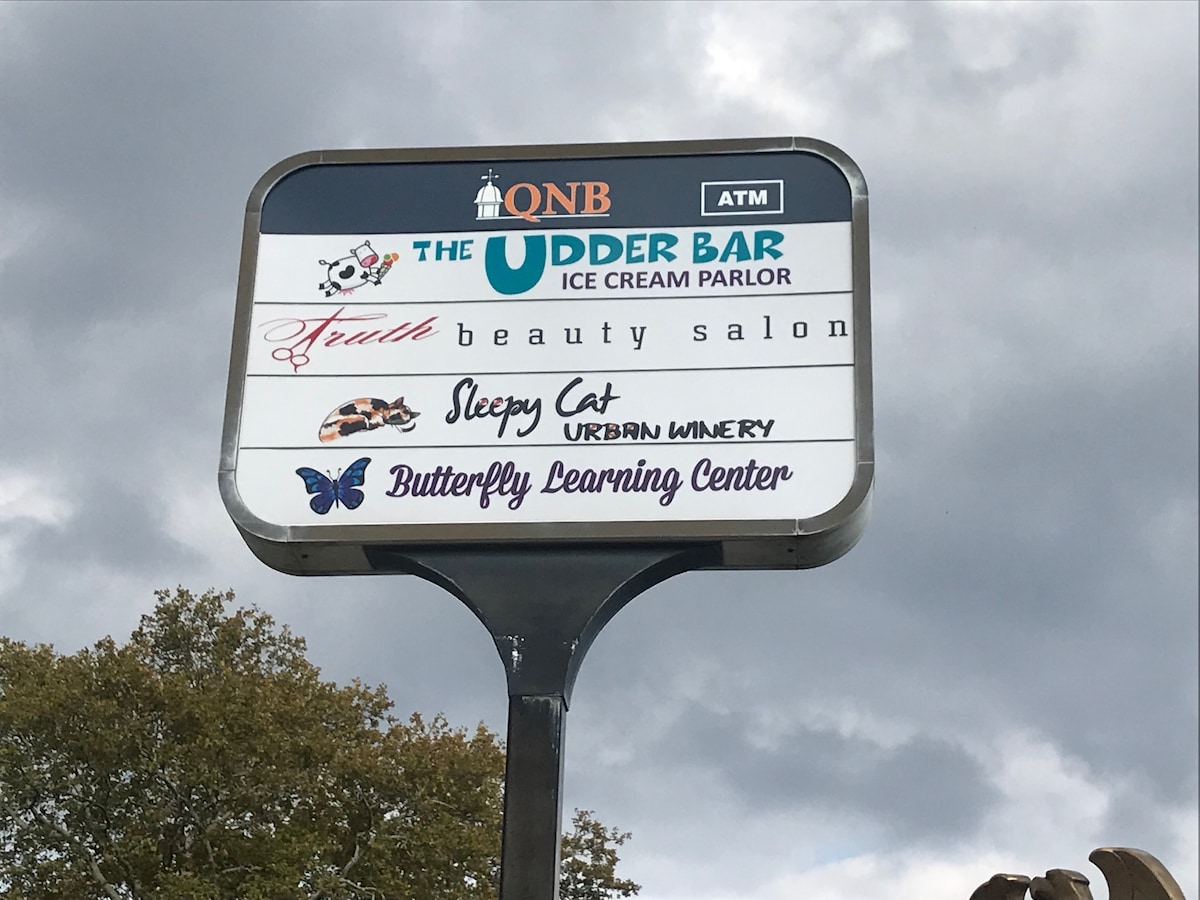 QNB ATM
THE UDDER BAR
ICE CREAM PARLOR
Truth beauty salon
Sleepy Cat
URBAN WINERY
Butterfly Learning Center